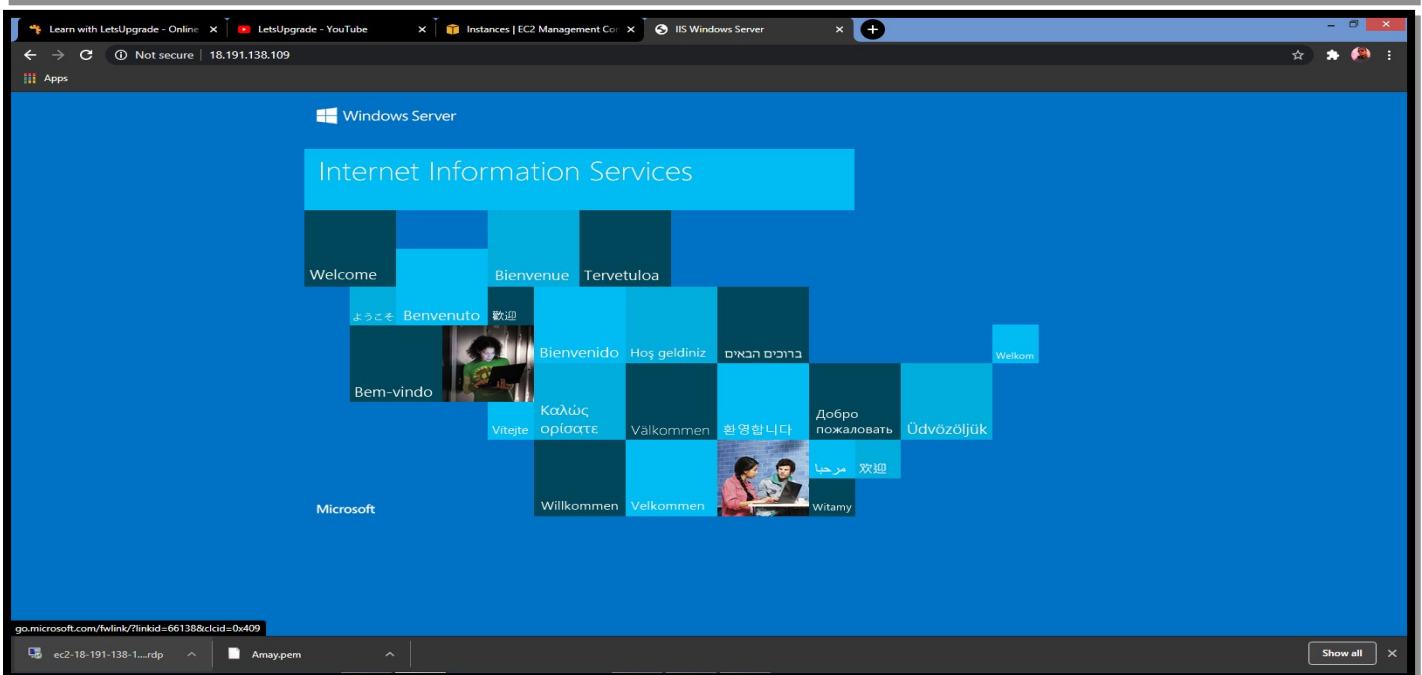 Learn with LetsUpgrade - Online
LetsUpgrade - YouTube
Instances | EC2 Management Cor
IIS Windows Server
Not secure | 18.191.138.109
Apps
Windows Server
Internet Information Services
Welcome
Bienvenue
Tervetuloa
ようこそ
Benvenuto
歡迎
Bienvenido
Hoş geldiniz
ברוכים הבאים
Welkom
Bem-vindo
Vítejte
Καλώς
ορίσατε
Välkommen
환영합니다
Добро
пожаловать
Üdvözöljük
مرحبا
欢迎
Microsoft
Willkommen
Velkommen
Witamy
go.microsoft.com/fwlink/?linkid=66138&clcid=0x409
ec2-18-191-138-1....rdp
Amay.pem
Show all